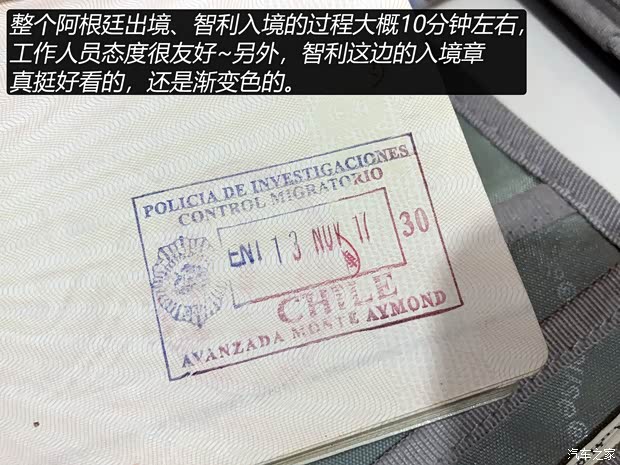 整个阿根廷出境、智利入境的过程大概10分钟左右，
工作人员态度很友好~另外，智利这边的入境章
真挺好看的，还是渐变色的。
POLICIA DE INVESTIGACIONES
CONTROL MIGRATORIO
ENT 13 NOV 17 30
CHILE
AVANZADA MONTE AYMOND
汽车之家